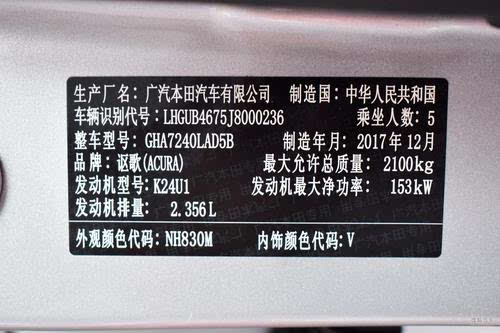 生产厂名: 广汽本田汽车有限公司 制造国: 中华人民共和国
车辆识别代号: LHGUB4675J8000236 乘坐人数: 5
整车型号: GHA7240LAD5B 制造年月: 2017年12月
品牌: 讴歌(ACURA) 最大允许总质量: 2100kg
发动机型号: K24U1 发动机最大净功率: 153kW
发动机排量: 2.356L
外观颜色代码: NH830M 内饰颜色代码: V